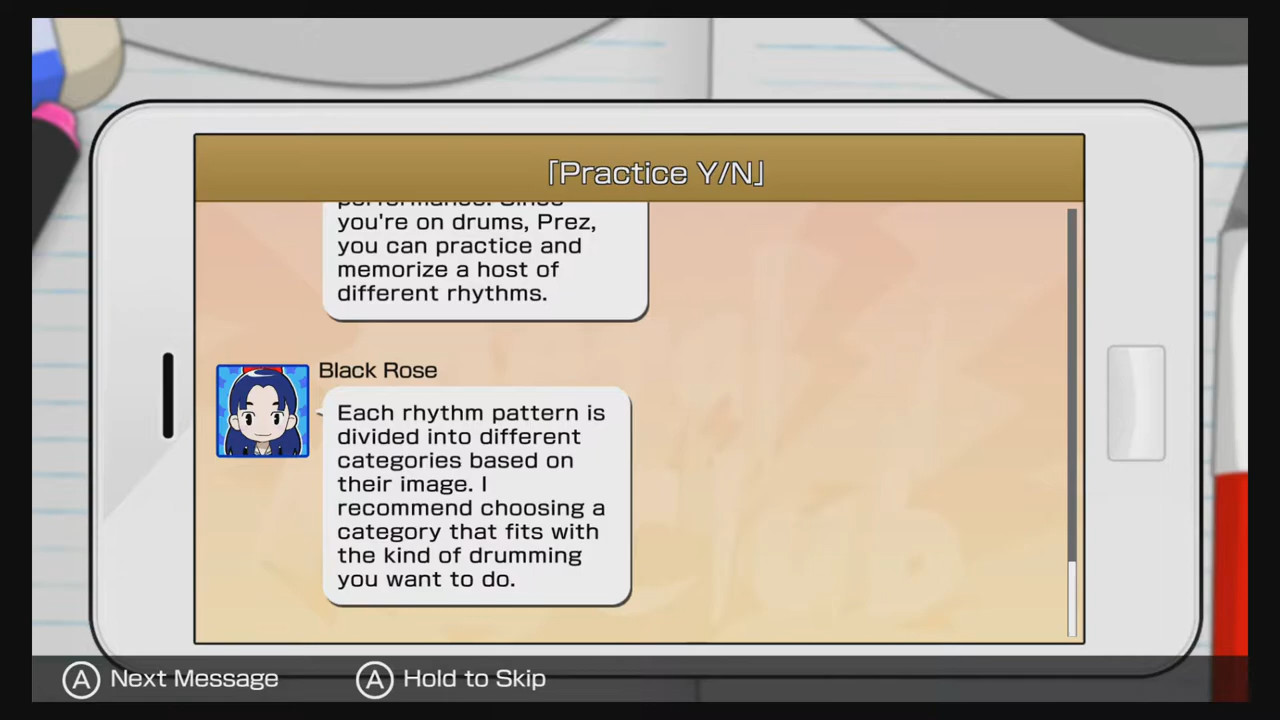 「Practice Y/N」
performance. Since
you're on drums, Prez,
you can practice and
memorize a host of
different rhythms.
Black Rose
Each rhythm pattern is
divided into different
categories based on
their image. I
recommend choosing a
category that fits with
the kind of drumming
you want to do.
A Next Message
A Hold to Skip